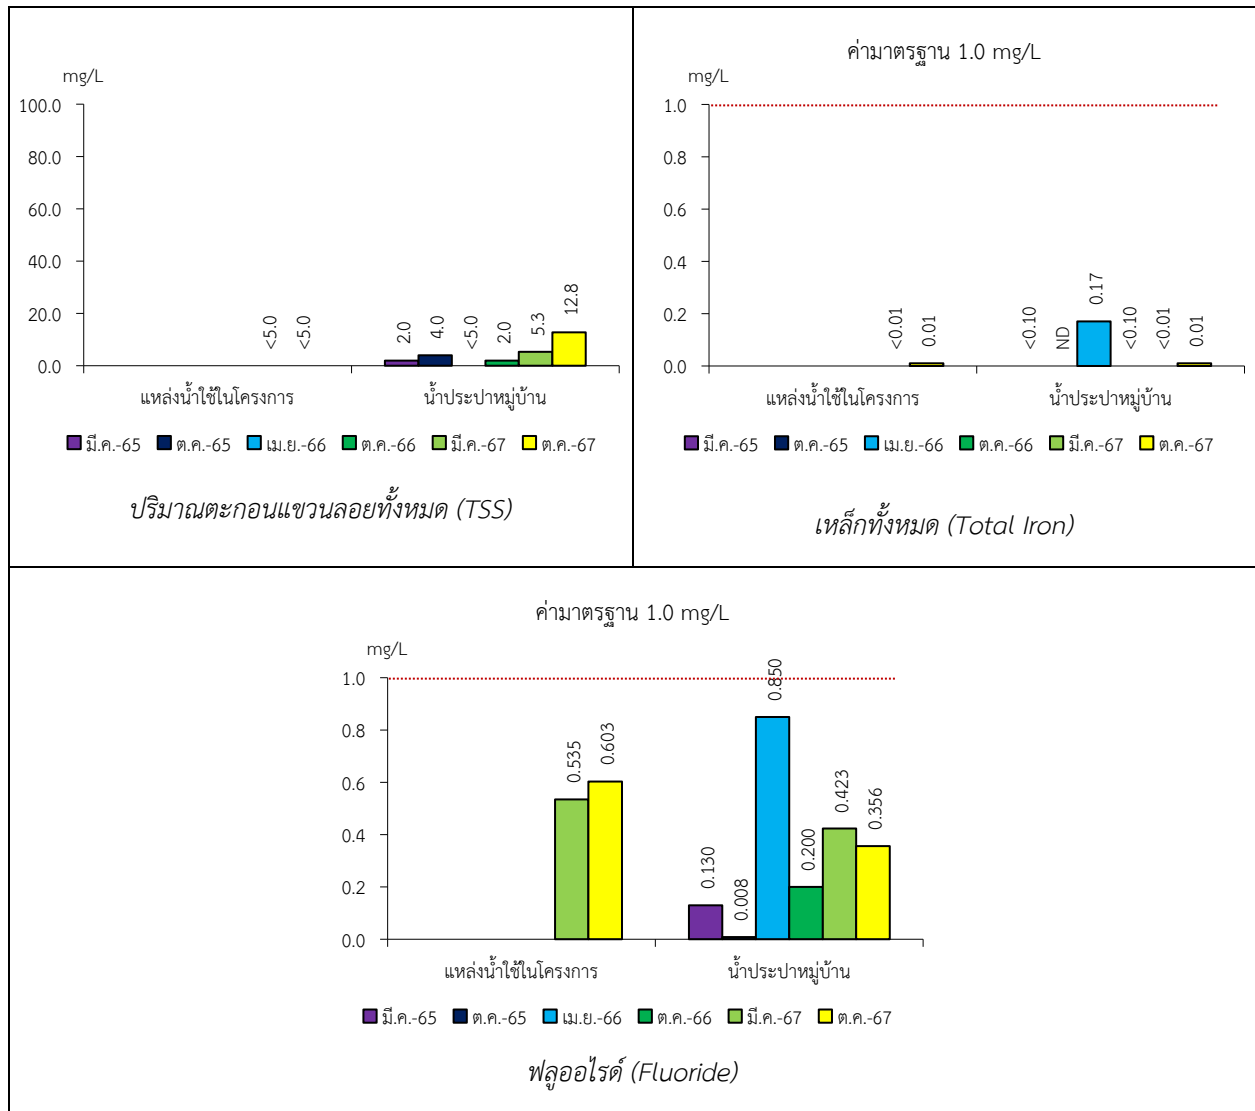 mg/L
100.0
80.0
60.0
40.0
20.0
0.0
<5.0 <5.0 2.0 4.0 <5.0 2.0 5.3 12.8
แหล่งน้ำใช้ในโครงการ น้ำประปาหมู่บ้าน
มี.ค.-65 ต.ค.-65 เม.ย.-66 ต.ค.-66 มี.ค.-67 ต.ค.-67
ปริมาณตะกอนแขวนลอยทั้งหมด (TSS)
ค่ามาตรฐาน 1.0 mg/L
mg/L
1.0
0.8
0.6
0.4
0.2
0.0
<0.01 0.01 <0.10 ND 0.17 <0.10 <0.01 0.01
แหล่งน้ำใช้ในโครงการ น้ำประปาหมู่บ้าน
มี.ค.-65 ต.ค.-65 เม.ย.-66 ต.ค.-66 มี.ค.-67 ต.ค.-67
เหล็กทั้งหมด (Total Iron)
ค่ามาตรฐาน 1.0 mg/L
mg/L
1.0
0.8
0.6
0.4
0.2
0.0
0.535 0.603 0.130 0.008 0.850 0.200 0.423 0.356
แหล่งน้ำใช้ในโครงการ น้ำประปาหมู่บ้าน
มี.ค.-65 ต.ค.-65 เม.ย.-66 ต.ค.-66 มี.ค.-67 ต.ค.-67
ฟลูออไรด์ (Fluoride)